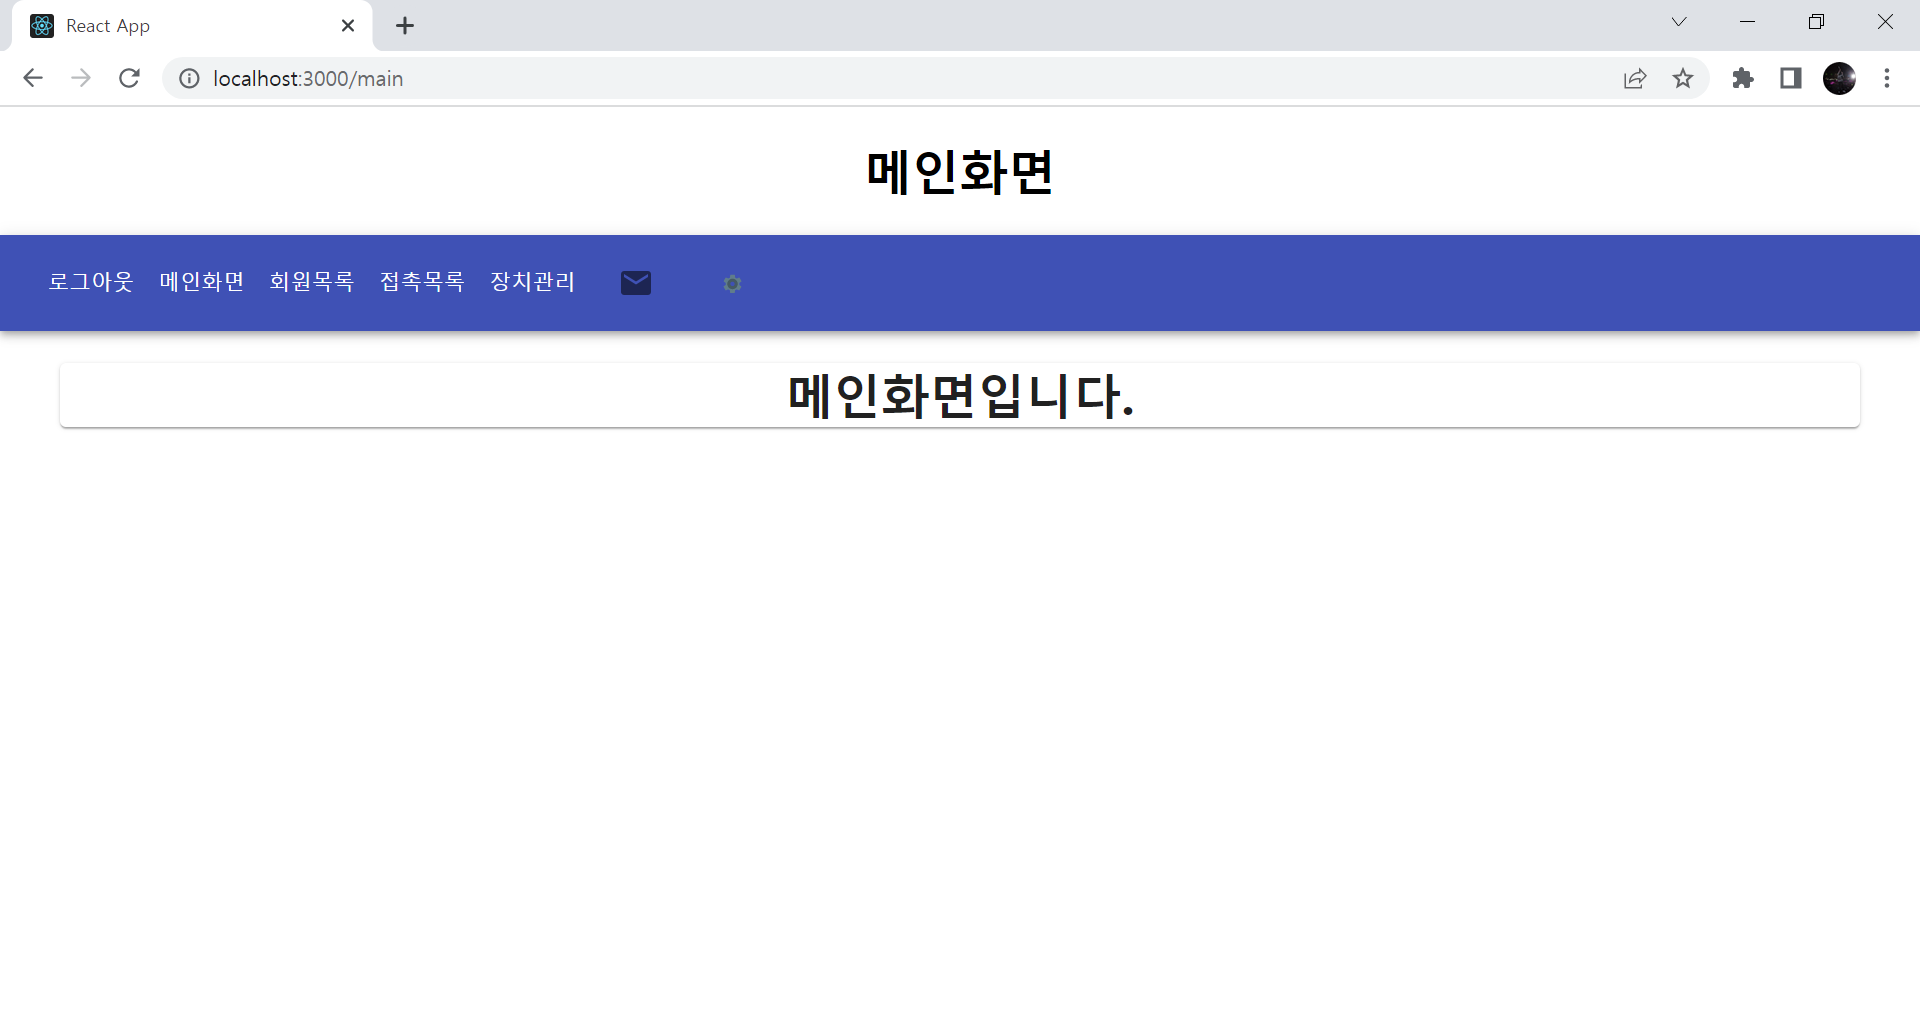 React App
localhost:3000/main
메인화면
로그아웃 메인화면 회원목록 접촉목록 장치관리
메인화면입니다.